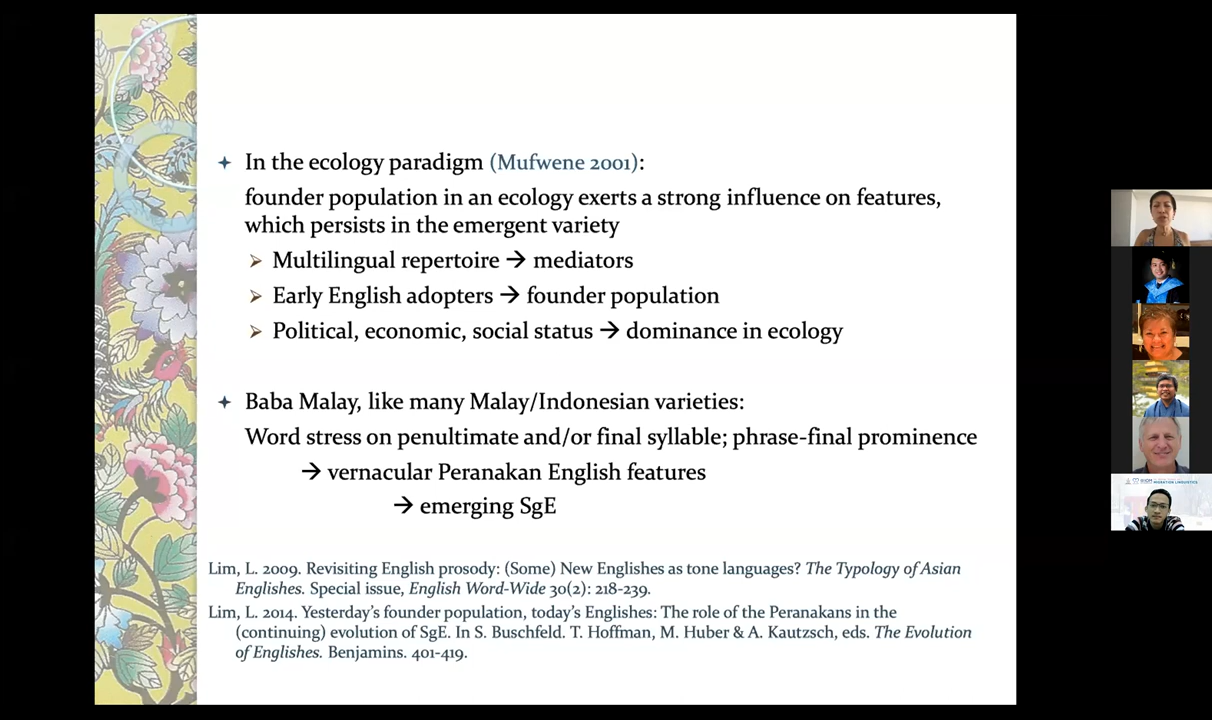 In the ecology paradigm (Mufwene 2001):
founder population in an ecology exerts a strong influence on features,
which persists in the emergent variety
Multilingual repertoire → mediators
Early English adopters → founder population
Political, economic, social status → dominance in ecology
Baba Malay, like many Malay/Indonesian varieties:
Word stress on penultimate and/or final syllable; phrase-final prominence
→ vernacular Peranakan English features
→ emerging SgE
Lim, L. 2009. Revisiting English prosody: (Some) New Englishes as tone languages? The Typology of Asian
Englishes. Special issue, English Word-Wide 30(2): 218-239.
Lim, L. 2014. Yesterday's founder population, today's Englishes: The role of the Peranakans in the
(continuing) evolution of SgE. In S. Buschfeld. T. Hoffman, M. Huber & A. Kautzsch, eds. The Evolution
of Englishes. Benjamins. 401-419.
MIGRATION LINGUISTICS